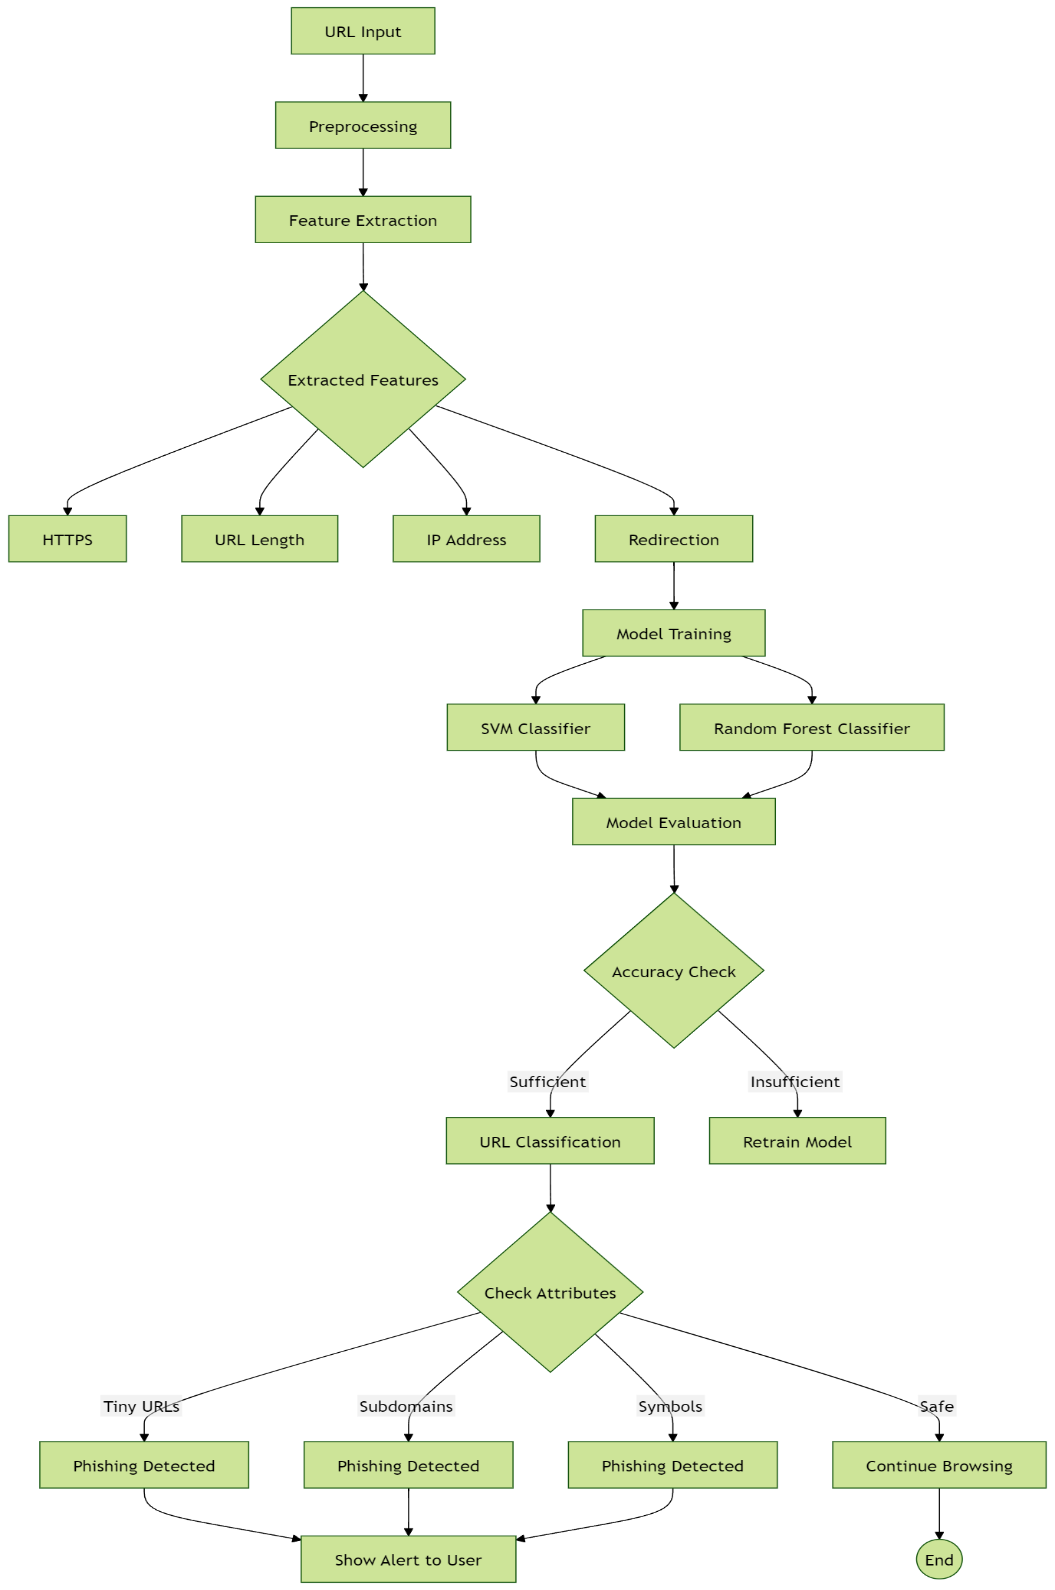 URL Input
Preprocessing
Feature Extraction
Extracted Features
HTTPS
URL Length
IP Address
Redirection
Model Training
SVM Classifier
Random Forest Classifier
Model Evaluation
Accuracy Check
Sufficient
Insufficient
URL Classification
Retrain Model
Check Attributes
Tiny URLs
Subdomains
Symbols
Safe
Phishing Detected
Phishing Detected
Phishing Detected
Continue Browsing
Show Alert to User
End